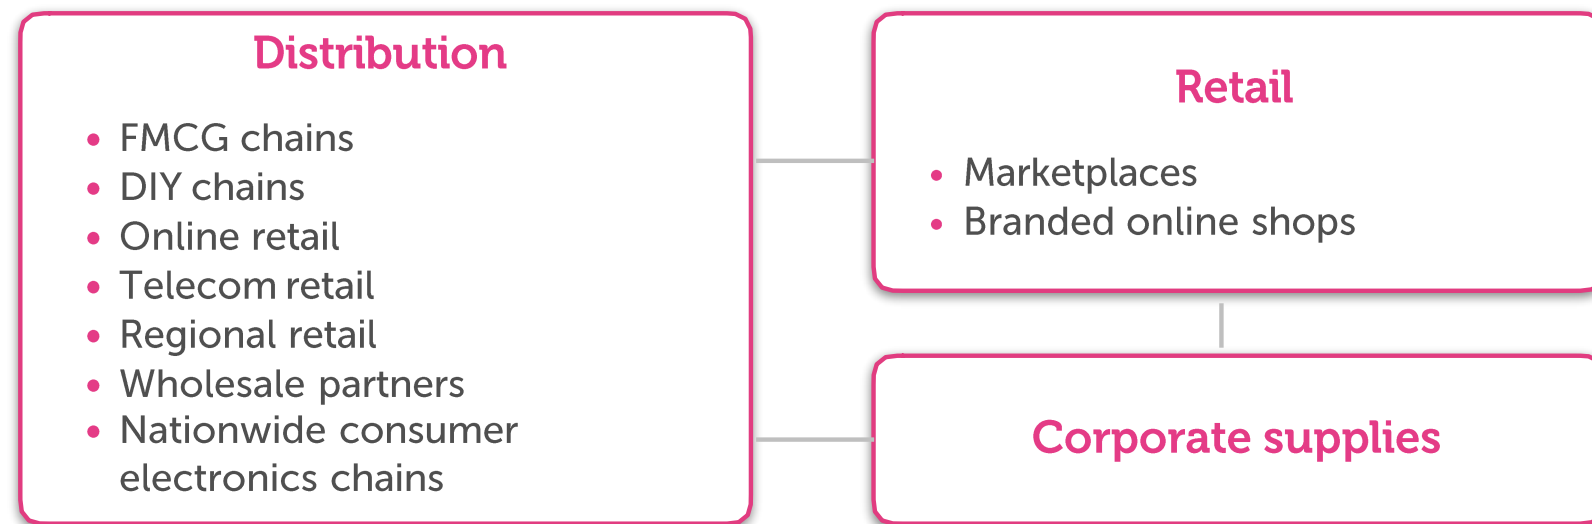 Distribution
• FMCG chains
• DIY chains
• Online retail
• Telecom retail
• Regional retail
• Wholesale partners
• Nationwide consumer
electronics chains
Retail
• Marketplaces
• Branded online shops
Corporate supplies